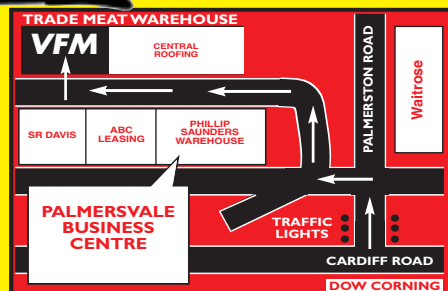 TRADE MEAT WAREHOUSE
VFM
CENTRAL
ROOFING
PALMERSTON ROAD
Waitrose
SR DAVIS
ABC
LEASING
PHILLIP
SAUNDERS
WAREHOUSE
PALMERSVALE
BUSINESS
CENTRE
TRAFFIC
LIGHTS
CARDIFF ROAD
DOW CORNING